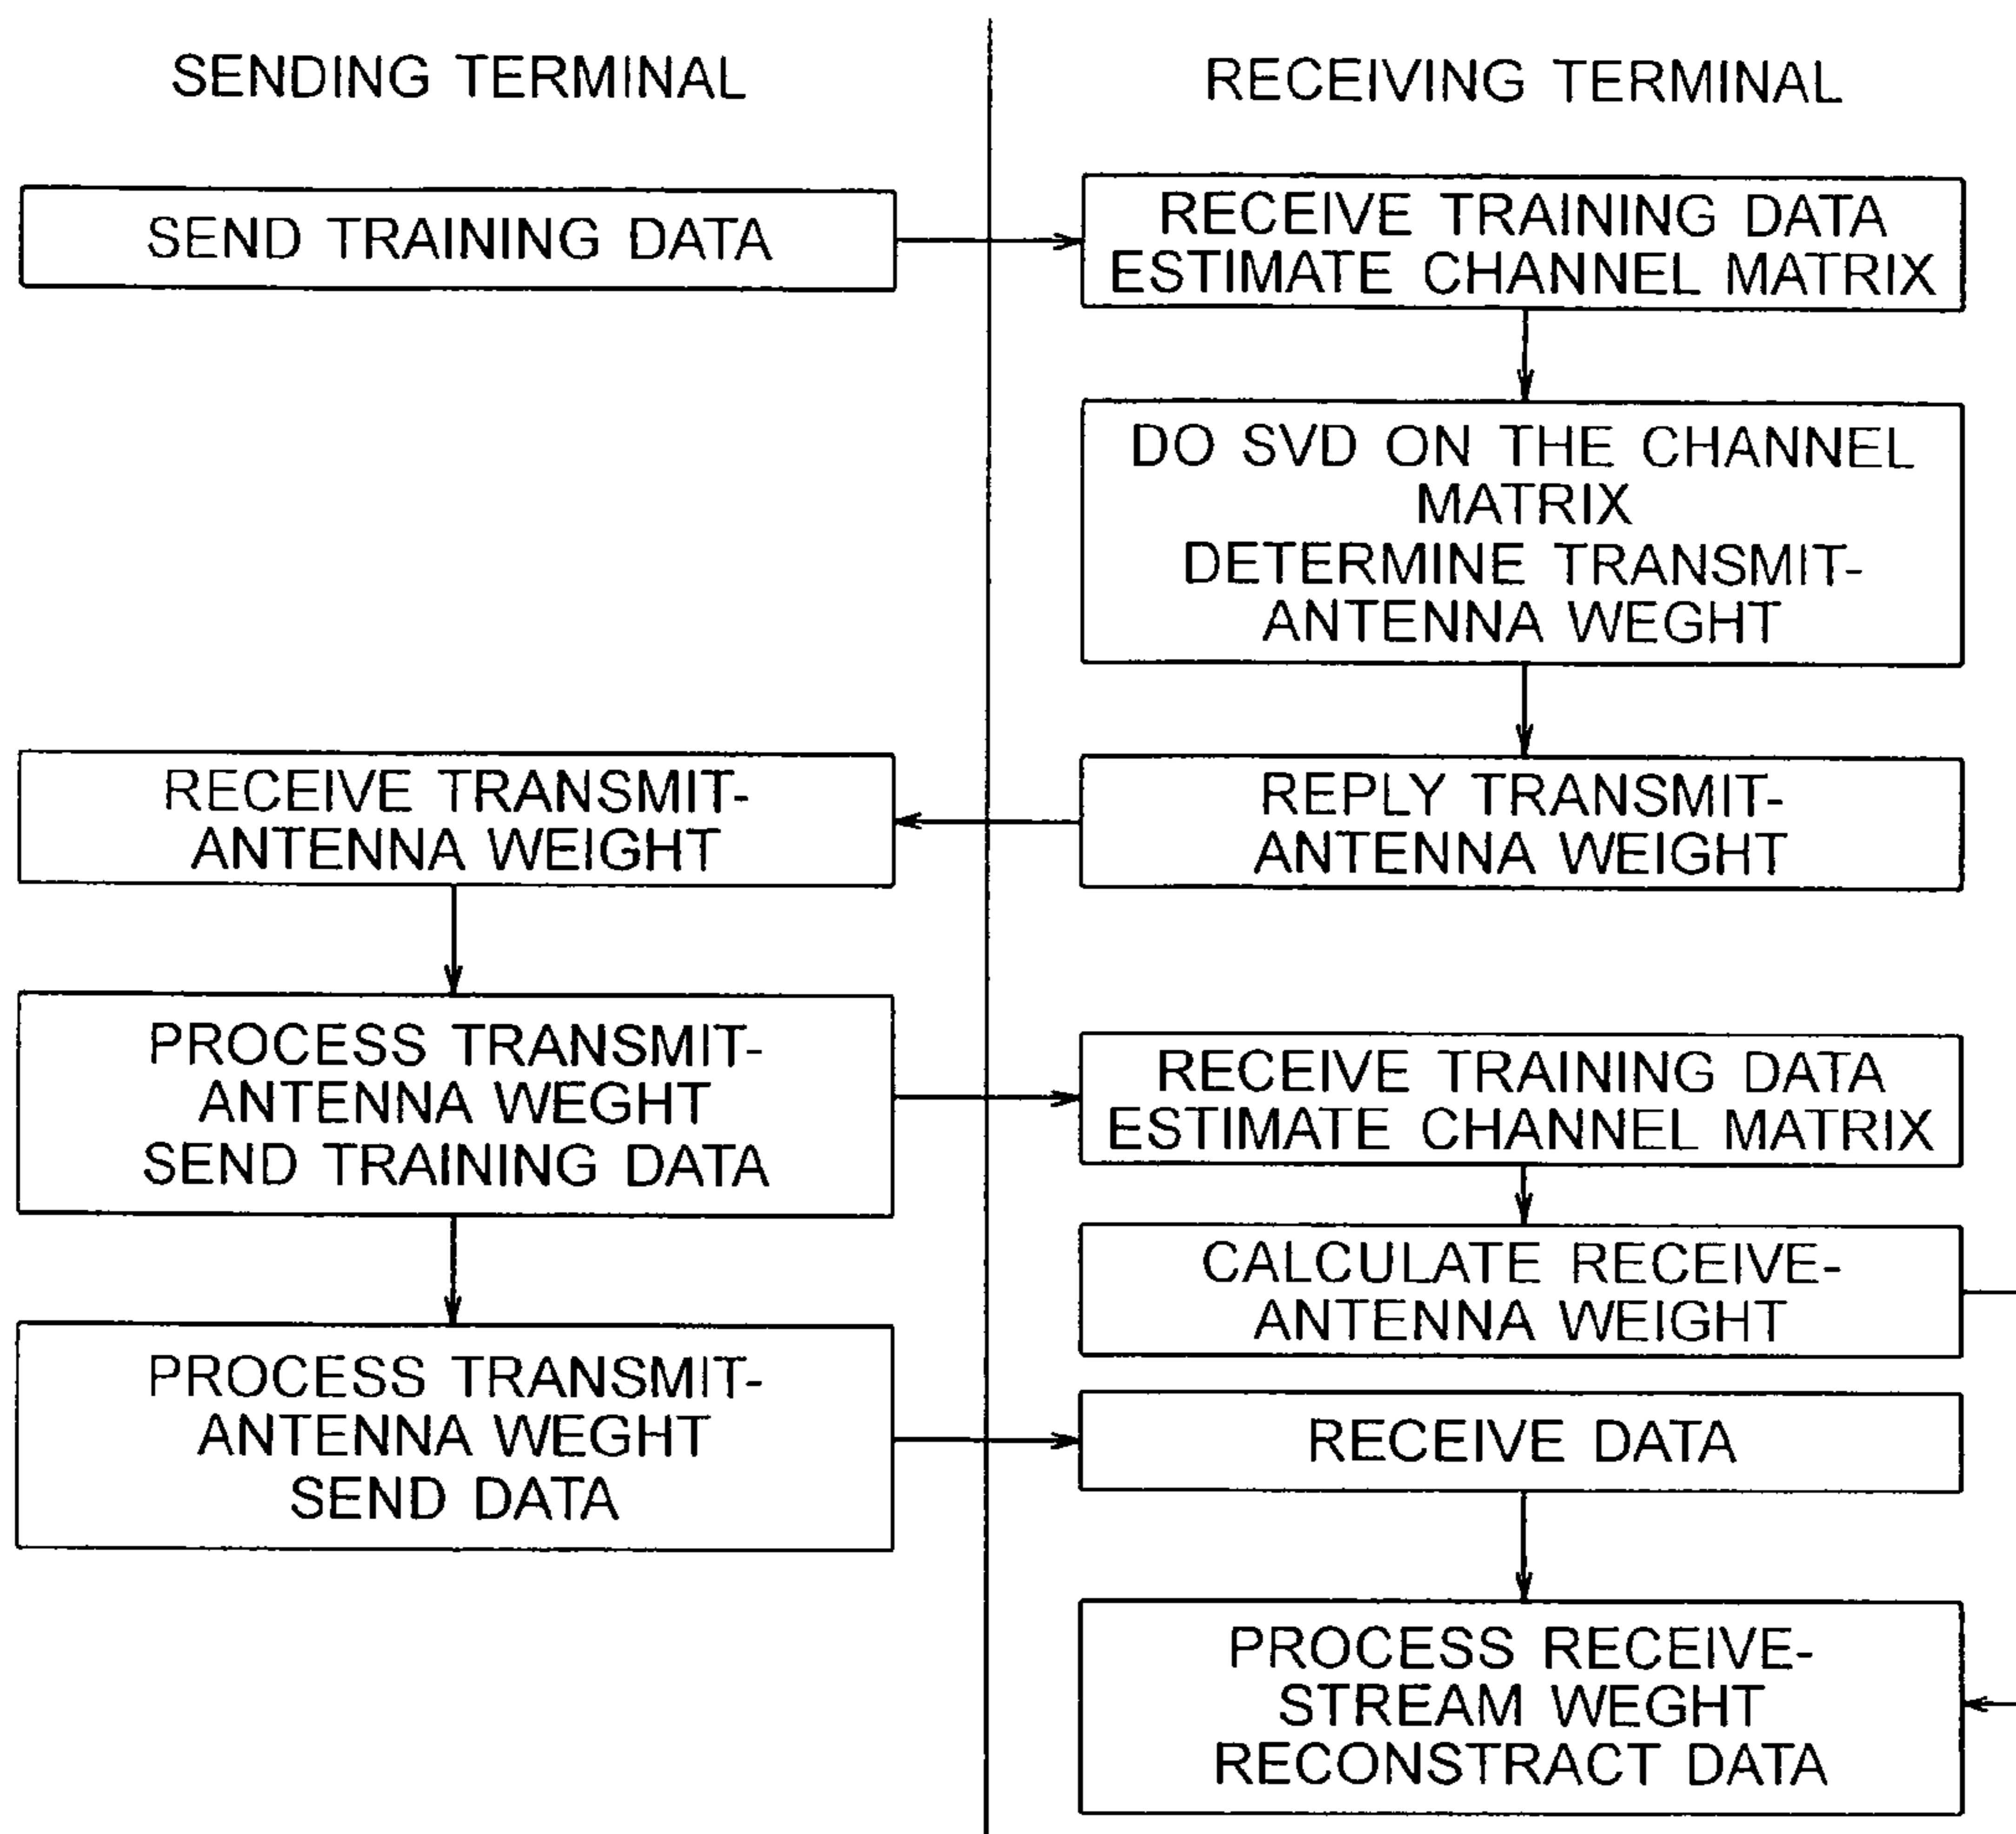 SENDING TERMINAL
RECEIVING TERMINAL
SEND TRAINING DATA
RECEIVE TRAINING DATA
ESTIMATE CHANNEL MATRIX
DO SVD ON THE CHANNEL
MATRIX
DETERMINE TRANSMIT-
ANTENNA WEGHT
RECEIVE TRANSMIT-
ANTENNA WEIGHT
REPLY TRANSMIT-
ANTENNA WEIGHT
PROCESS TRANSMIT-
ANTENNA WEGHT
SEND TRAINING DATA
RECEIVE TRAINING DATA
ESTIMATE CHANNEL MATRIX
CALCULATE RECEIVE-
ANTENNA WEIGHT
PROCESS TRANSMIT-
ANTENNA WEGHT
SEND DATA
RECEIVE DATA
PROCESS RECEIVE-
STREAM WEGHT
RECONSTRACT DATA